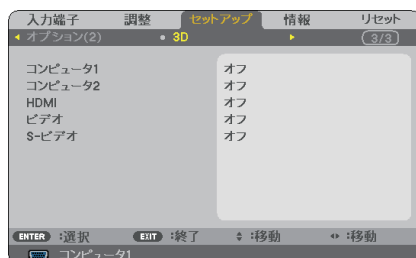 入力端子 調整 セットアップ 情報 リセット
オプション(2) 3D 3/3
コンピュータ1 オフ
コンピュータ2 オフ
HDMI オフ
ビデオ オフ
S-ビデオ オフ
ENTER :選択 EXIT :終了 :移動 :移動
コンピュータ1